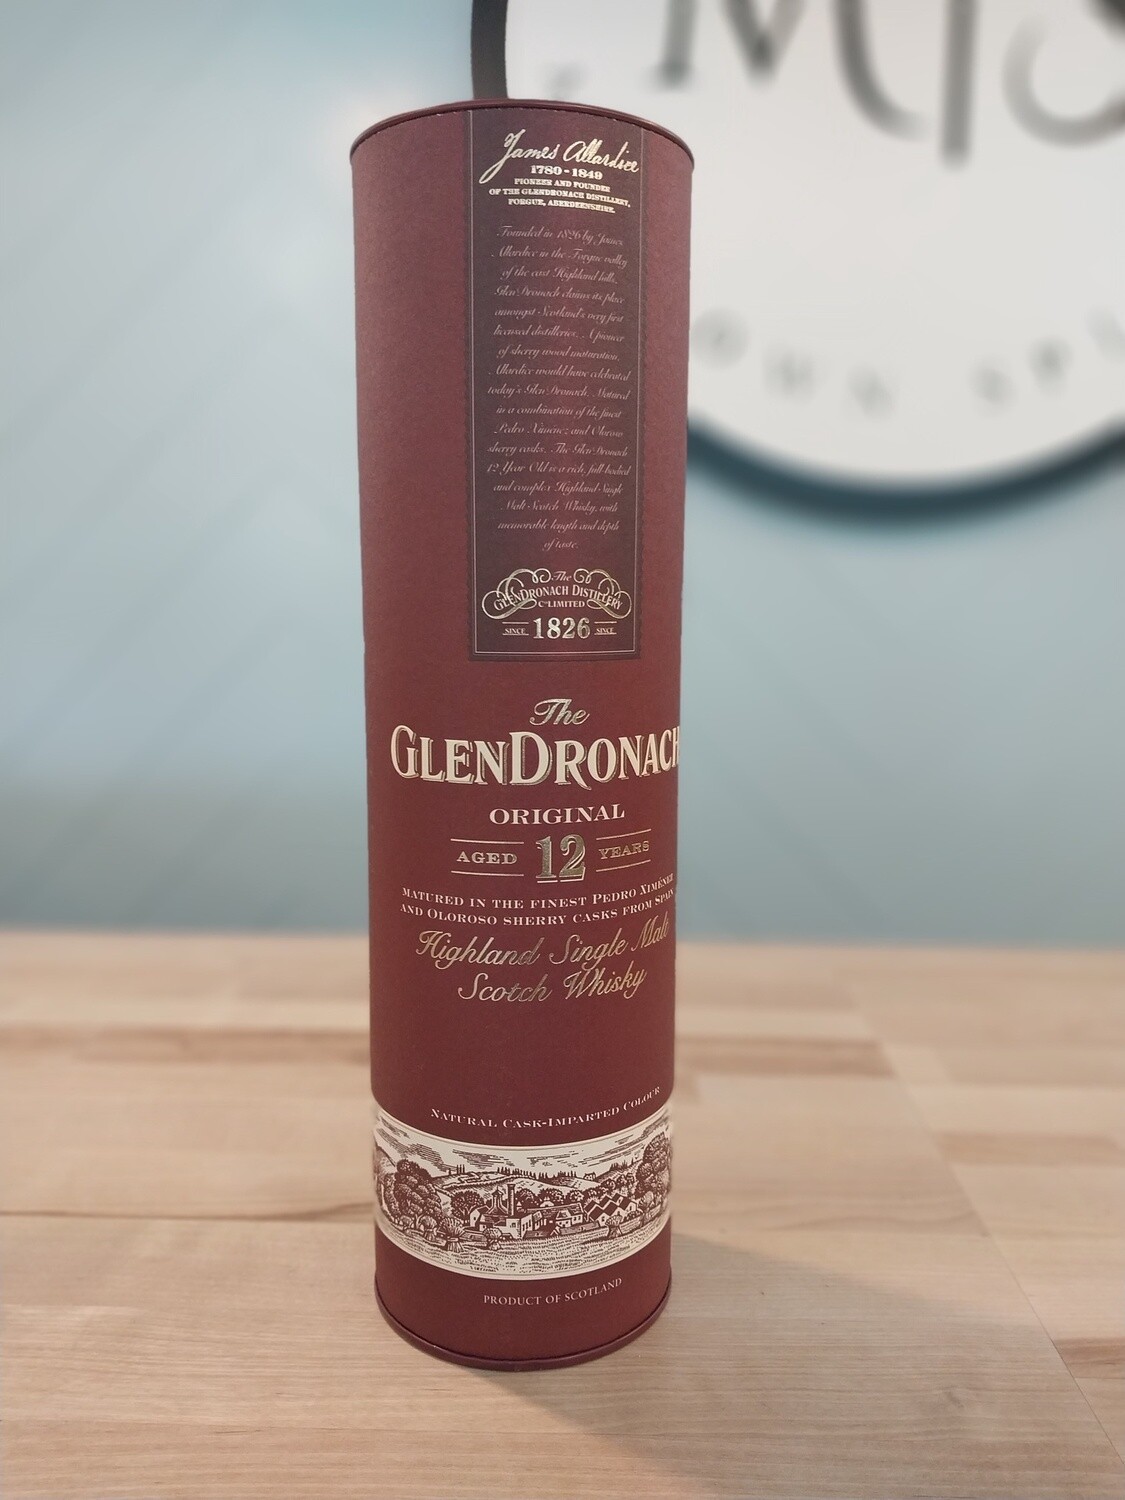 James Allardice
1780-1849
PIONEER AND FOUNDER
OF THE GLENDRONACH DISTILLERY,
FORGUE, ABERDEENSHIRE.
Founded in 1826 by James
Allardice in the Forgue valley
of the east Highland hills,
GlenDronach claims its place
amongst Scotland's very first
licensed distilleries. A pioneer
of sherry wood maturation,
Allardice would have celebrated
today's GlenDronach. Matured
in a combination of the finest
Pedro Ximénez and Oloroso
sherry casks, The GlenDronach
12 Year Old is a rich, full-bodied
and complex Highland Single
Malt Scotch Whisky, with
memorable length and depth
of taste.
The
GLENDRONACH DISTILLERY
Co LIMITED
SINCE 1826 SINCE
The
GLENDRONACH
ORIGINAL
AGED 12 YEARS
MATURED IN THE FINEST PEDRO XIMÉNEZ
AND OLOROSO SHERRY CASKS FROM SPAIN
Highland Single Malt
Scotch Whisky
NATURAL CASK-IMPARTED COLOUR
PRODUCT OF SCOTLAND